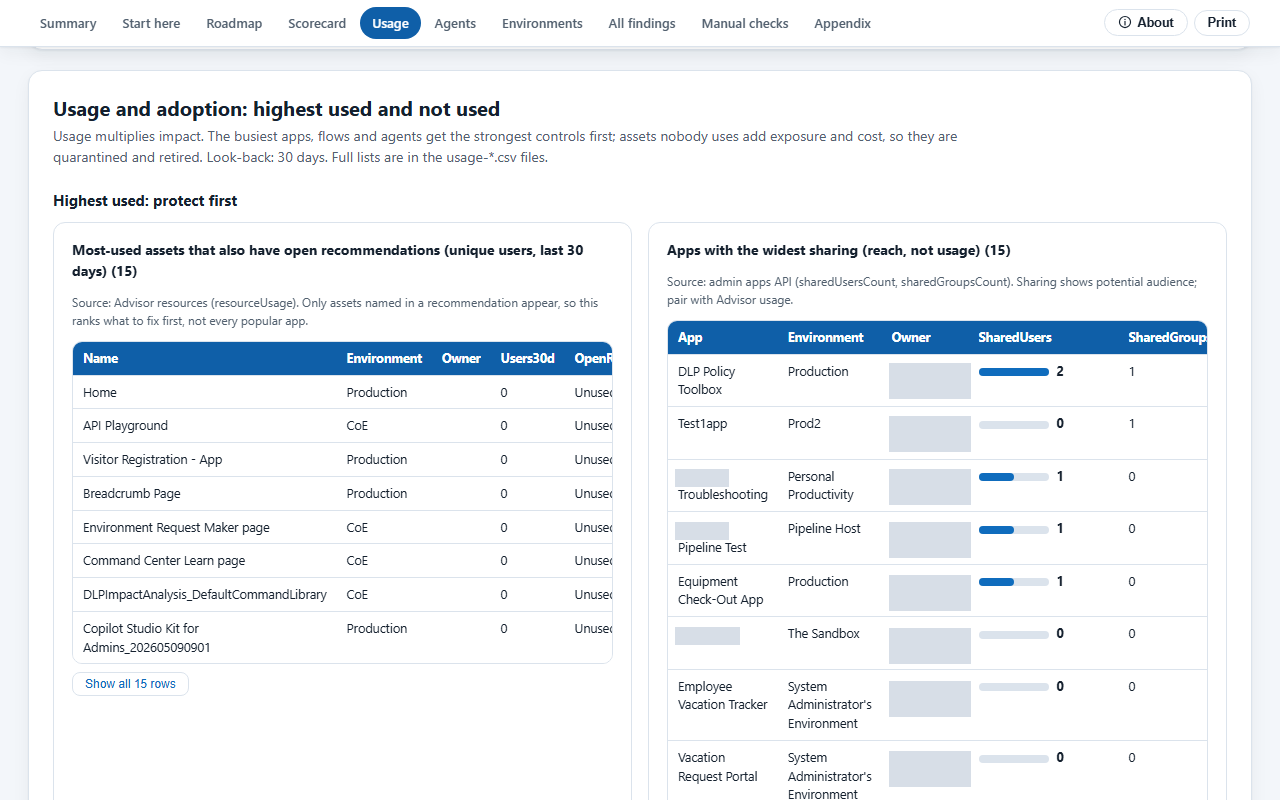 Summary Start here Roadmap Scorecard Usage Agents Environments All findings Manual checks Appendix About Print
Usage and adoption: highest used and not used
Usage multiplies impact. The busiest apps, flows and agents get the strongest controls first; assets nobody uses add exposure and cost, so they are
quarantined and retired. Look-back: 30 days. Full lists are in the usage-*.csv files.
Highest used: protect first
Most-used assets that also have open recommendations (unique users, last 30
days) (15)
Source: Advisor resources (resourceUsage). Only assets named in a recommendation appear, so this
ranks what to fix first, not every popular app.
Name Environment Owner Users30d
Home Production 0
API Playground CoE 0
Visitor Registration - App Production 0
Breadcrumb Page Production 0
Environment Request Maker page CoE 0
Command Center Learn page CoE 0
DLPImpactAnalysis_DefaultCommandLibrary CoE 0
Copilot Studio Kit for Production 0
Admins_202605090901
Show all 15 rows
Apps with the widest sharing (reach, not usage) (15)
Source: admin apps API (sharedUsersCount, sharedGroupsCount). Sharing shows potential audience;
pair with Advisor usage.
App Environment Owner SharedUsers SharedGroups
DLP Policy Production 2 1
Toolbox
Test1app Prod2 0 1
Personal 1 0
Troubleshooting Productivity
Pipeline Host 1 0
Pipeline Test
Equipment Production 1 0
Check-Out App
The Sandbox 0 0
Employee System 0 0
Vacation Tracker Administrator's
Environment
Vacation System 0 0
Request Portal Administrator's
Environment